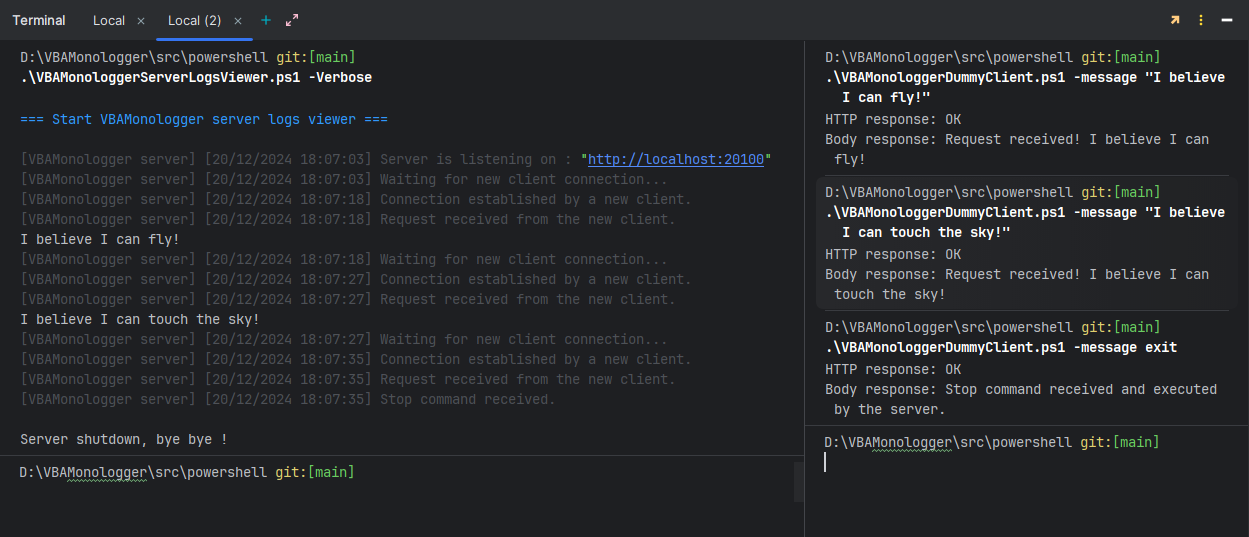 Terminal Local × Local (2) × +
D:\VBAMonologger\src\powershell git:[main]
.\VBAMonologgerServerLogsViewer.ps1 -Verbose
=== Start VBAMonologger server logs viewer ===
[VBAMonologger server] [20/12/2024 18:07:03] Server is listening on : "http://localhost:20100"
[VBAMonologger server] [20/12/2024 18:07:03] Waiting for new client connection...
[VBAMonologger server] [20/12/2024 18:07:18] Connection established by a new client.
[VBAMonologger server] [20/12/2024 18:07:18] Request received from the new client.
I believe I can fly!
[VBAMonologger server] [20/12/2024 18:07:18] Waiting for new client connection...
[VBAMonologger server] [20/12/2024 18:07:27] Connection established by a new client.
[VBAMonologger server] [20/12/2024 18:07:27] Request received from the new client.
I believe I can touch the sky!
[VBAMonologger server] [20/12/2024 18:07:27] Waiting for new client connection...
[VBAMonologger server] [20/12/2024 18:07:35] Connection established by a new client.
[VBAMonologger server] [20/12/2024 18:07:35] Request received from the new client.
[VBAMonologger server] [20/12/2024 18:07:35] Stop command received.
Server shutdown, bye bye !
D:\VBAMonologger\src\powershell git:[main]
D:\VBAMonologger\src\powershell git:[main]
.\VBAMonologgerDummyClient.ps1 -message "I believe
I can fly!"
HTTP response: OK
Body response: Request received! I believe I can
fly!
D:\VBAMonologger\src\powershell git:[main]
.\VBAMonologgerDummyClient.ps1 -message "I believe
I can touch the sky!"
HTTP response: OK
Body response: Request received! I believe I can
touch the sky!
D:\VBAMonologger\src\powershell git:[main]
.\VBAMonologgerDummyClient.ps1 -message exit
HTTP response: OK
Body response: Stop command received and executed
by the server.
D:\VBAMonologger\src\powershell git:[main]